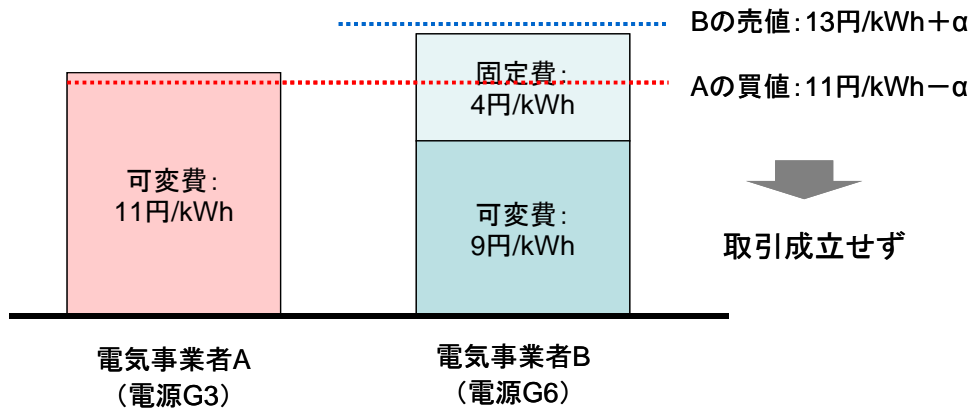 Bの売値:13円/kWh+α
固定費:
4円/kWh
Aの買値:11円/kWh-α
可変費:
11円/kWh
可変費:
9円/kWh
取引成立せず
電気事業者A
(電源G3)
電気事業者B
(電源G6)